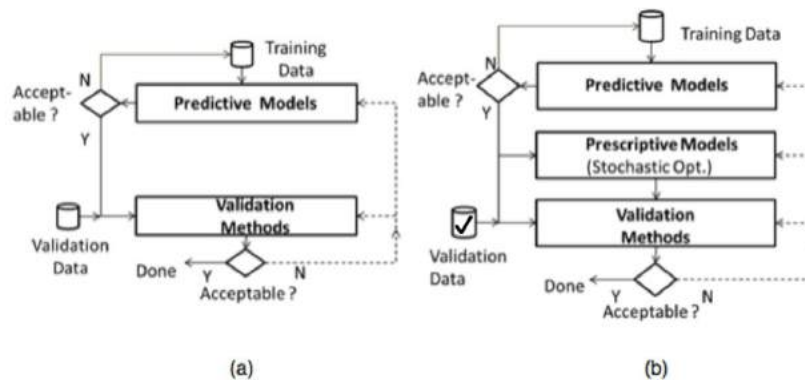 N
Training
Data
Accept-
able ?
Predictive Models
Y
Validation
Methods
Validation
Data
Done
Y
N
Acceptable ?
(a)
N
Training Data
Accept-
able ?
Predictive Models
Y
Prescriptive Models
(Stochastic Opt.)
Validation
Methods
Validation
Data
Done
Y
N
Acceptable ?
(b)